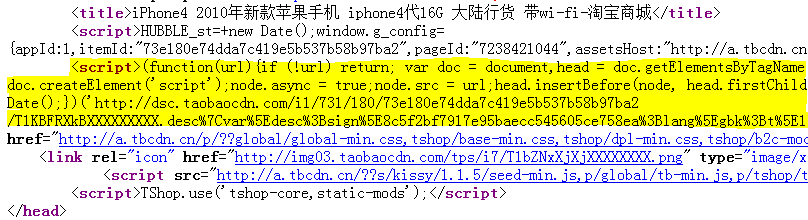 <title>iPhone4 2010年新款苹果手机 iphone4代16G 大陆行货 带wi-fi-淘宝商城</title>
<script>HUBBLE_st=+new Date();window.g_config=
{appId:1,itemId:"73e180e74dda7c419e5b537b58b97ba2",pageId:"7238421044",assetsHost:"http://a.tbcdn.cn
<script>(function(url){if (!url) return; var doc = document,head = doc.getElementsByTagName
doc.createElement('script');node.async = true;node.src = url;head.insertBefore(node, head.firstChild
Date();})('http://dsc.taobaocdn.com/i1/731/180/73e180e74dda7c419e5b537b58b97ba2
/T1KBFRXkBXXXXXXXXX.desc%7Cvar%5Edesc%3Bsign%5E8c5f2bf7917e95baecc545605ce758ea%3Blang%5Egbk%3Bt%5E1
href="http://a.tbcdn.cn/p/??global/global-min.css,tshop/base-min.css,tshop/dpl-min.css,tshop/b2c-mod
<link rel="icon" href="http://img03.taobaocdn.com/tps/i7/T1bZNxXjXjXXXXXXXX.png" type="image/x
<script src="http://a.tbcdn.cn/??s/kissy/1.1.5/seed-min.js,p/global/tb-min.js,p/tshop/t
<script>TShop.use('tshop-core,static-mods');</script>
</head>